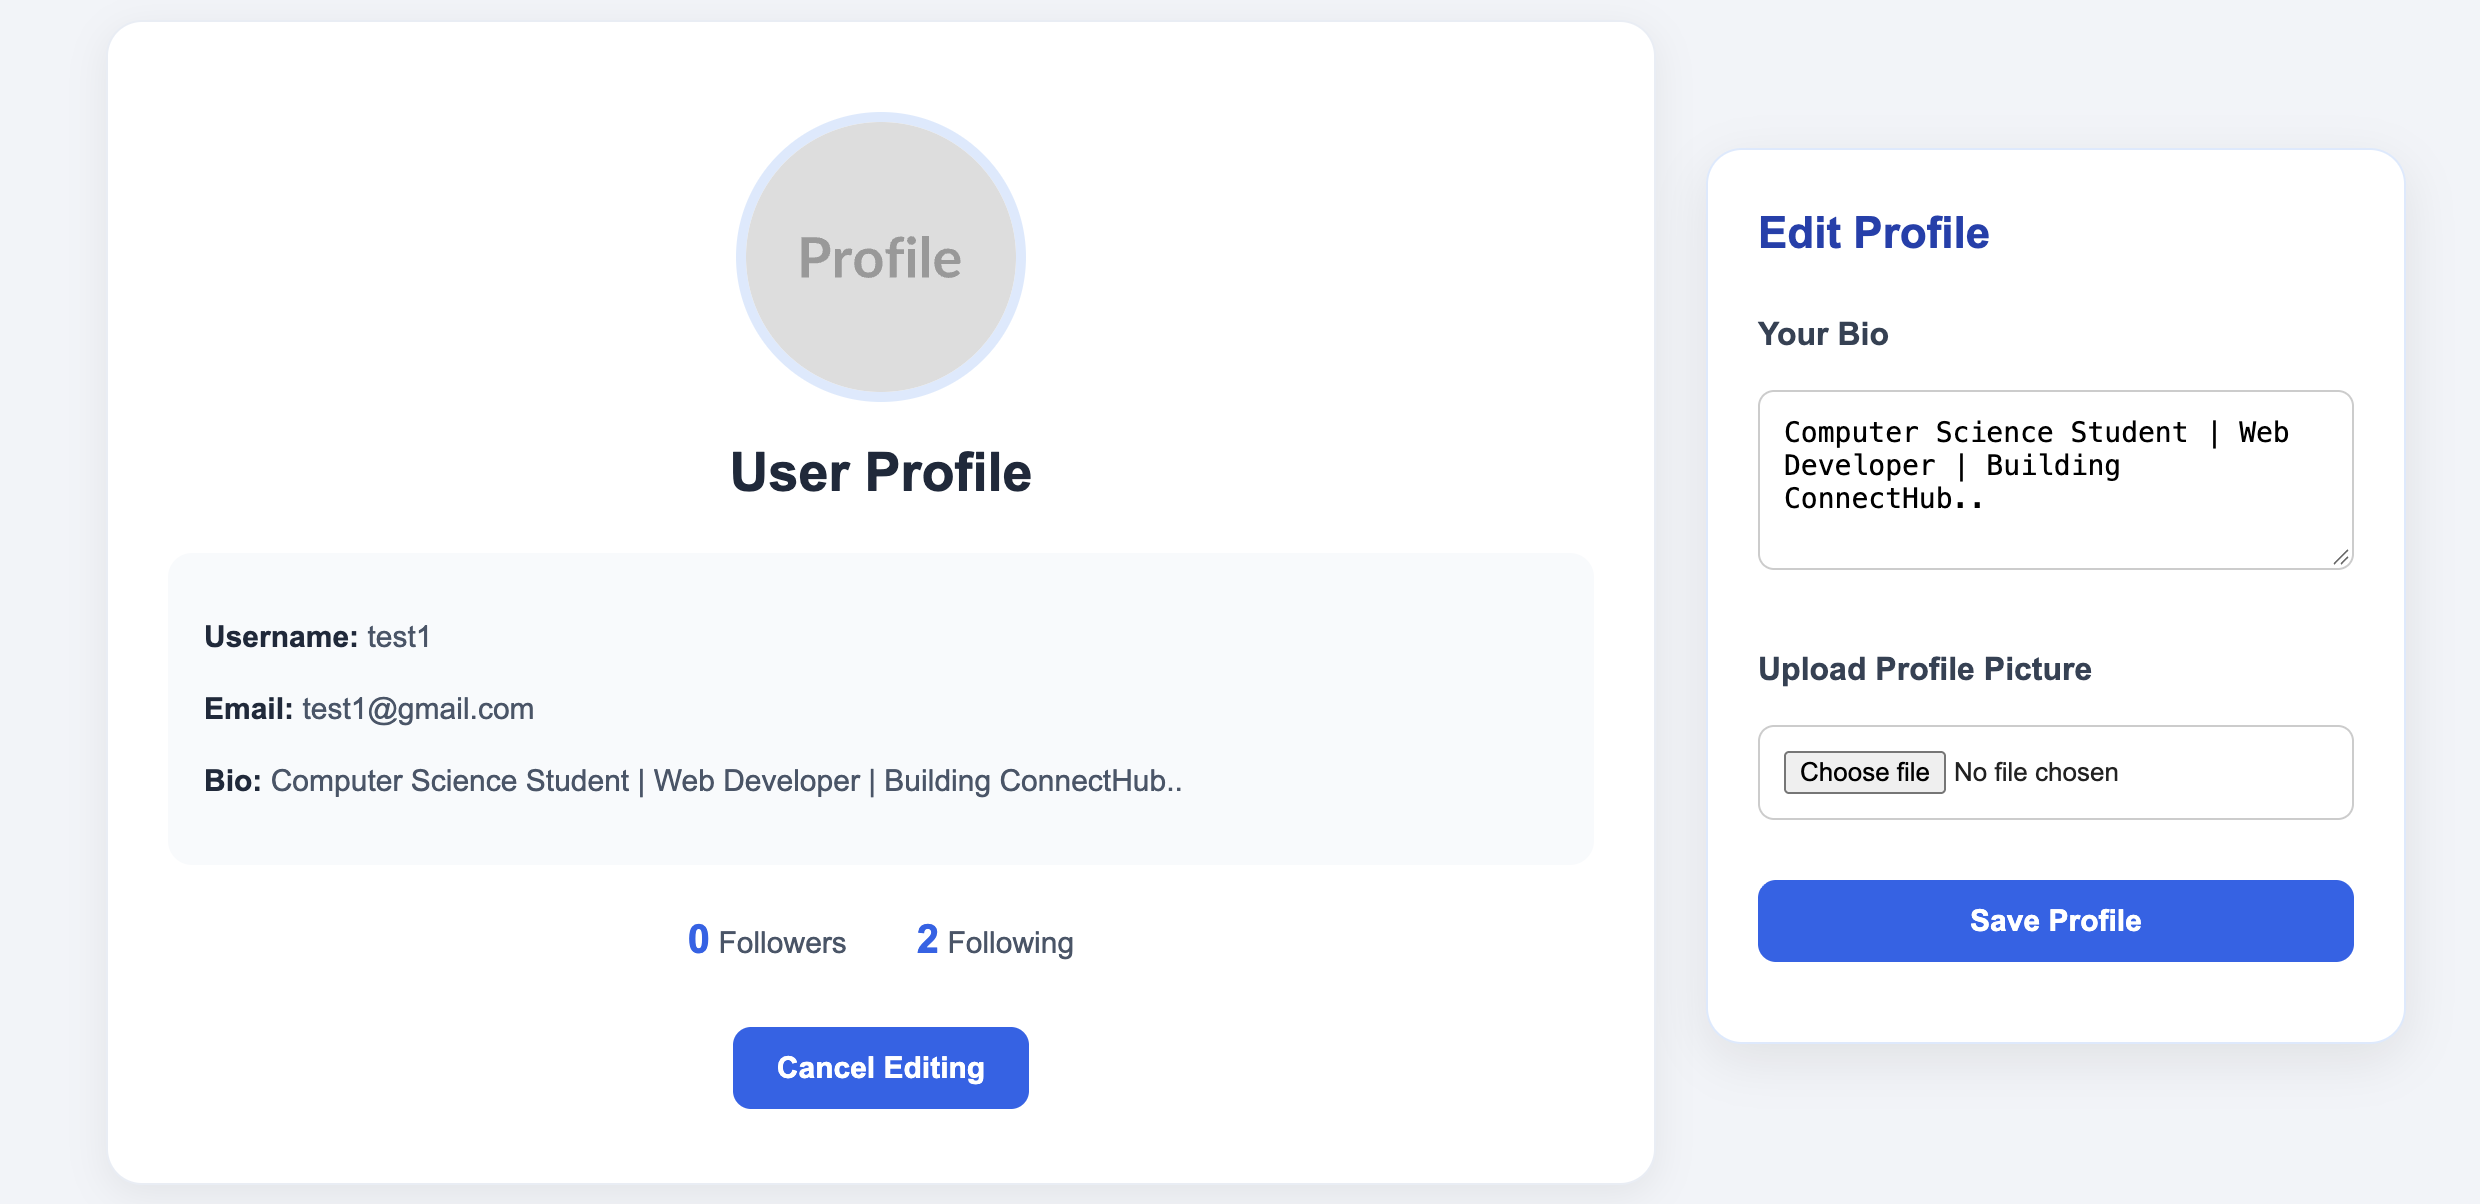 Profile
User Profile
Username: test1
Email: test1@gmail.com
Bio: Computer Science Student | Web Developer | Building ConnectHub..
0 Followers 2 Following
Cancel Editing
Edit Profile
Your Bio
Computer Science Student | Web
Developer | Building
ConnectHub..
Upload Profile Picture
Choose file No file chosen
Save Profile